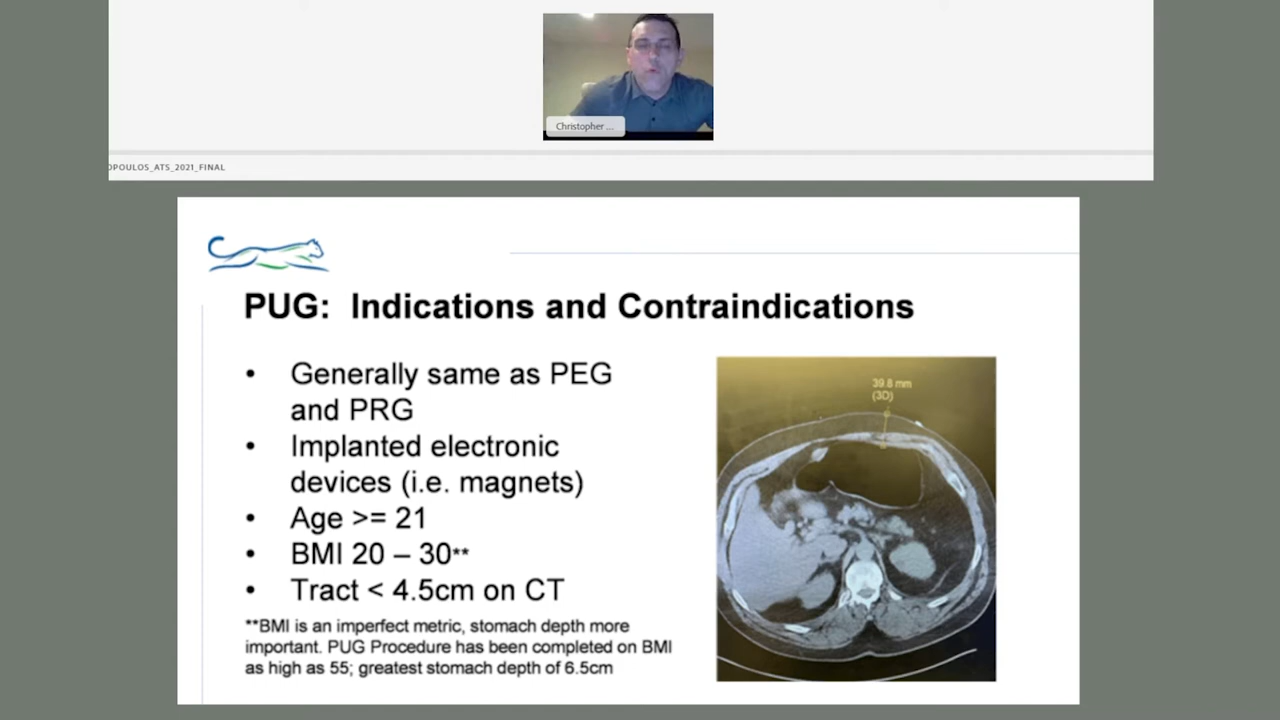 Christopher ...
OPOULOS_ATS_2021_FINAL
PUG: Indications and Contraindications
• Generally same as PEG
and PRG
• Implanted electronic
devices (i.e. magnets)
• Age >= 21
• BMI 20 – 30**
• Tract < 4.5cm on CT
**BMI is an imperfect metric, stomach depth more
important. PUG Procedure has been completed on BMI
as high as 55; greatest stomach depth of 6.5cm
39.8 mm
(3D)